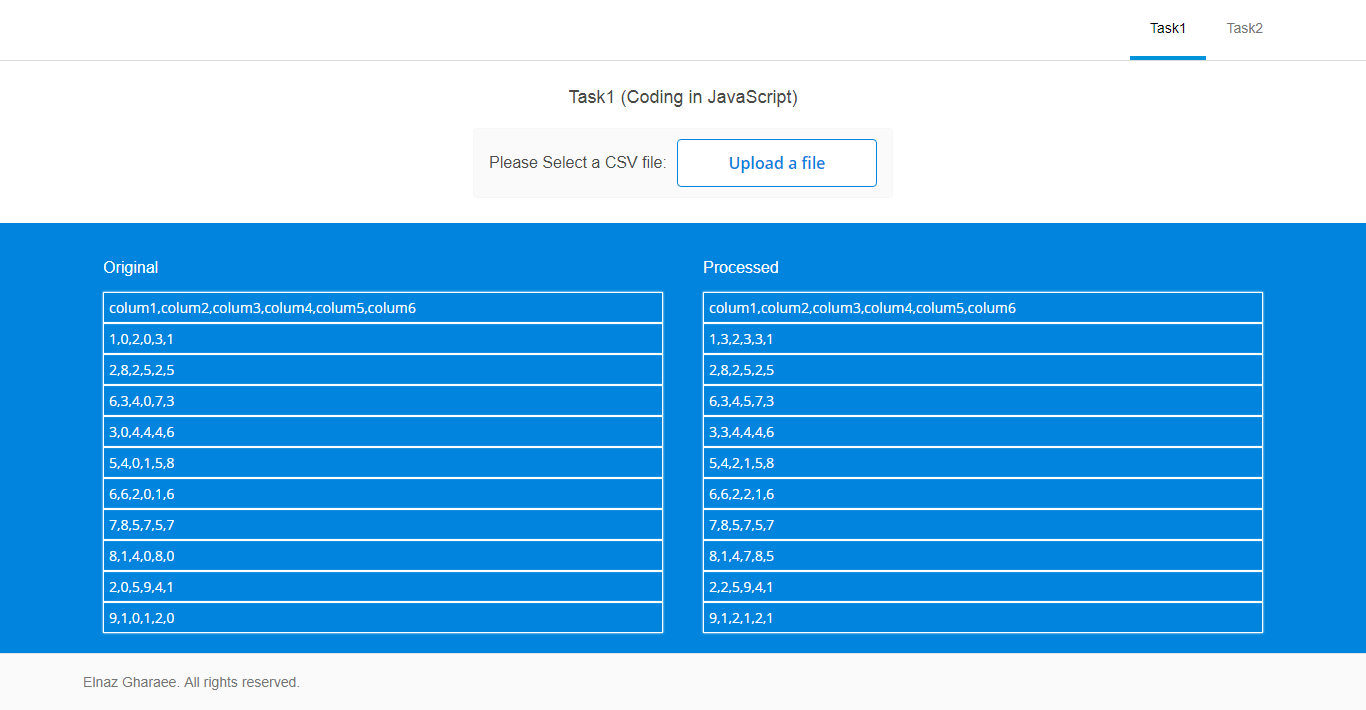 Task1 Task2
Task1 (Coding in JavaScript)
Please Select a CSV file: Upload a file
Original
colum1,colum2,colum3,colum4,colum5,colum6
1,0,2,0,3,1
2,8,2,5,2,5
6,3,4,0,7,3
3,0,4,4,4,6
5,4,0,1,5,8
6,6,2,0,1,6
7,8,5,7,5,7
8,1,4,0,8,0
2,0,5,9,4,1
9,1,0,1,2,0
Processed
colum1,colum2,colum3,colum4,colum5,colum6
1,3,2,3,3,1
2,8,2,5,2,5
6,3,4,5,7,3
3,3,4,4,4,6
5,4,2,1,5,8
6,6,2,2,1,6
7,8,5,7,5,7
8,1,4,7,8,5
2,2,5,9,4,1
9,1,2,1,2,1
Elnaz Gharaee. All rights reserved.